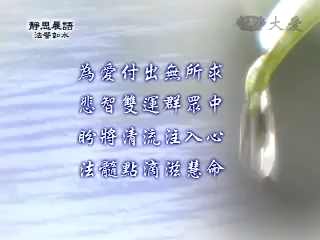 靜思晨語
法譬如水
大愛
為愛付出無所求
悲智雙運群眾中
盼將清流注入心
法髓點滴滋慧命